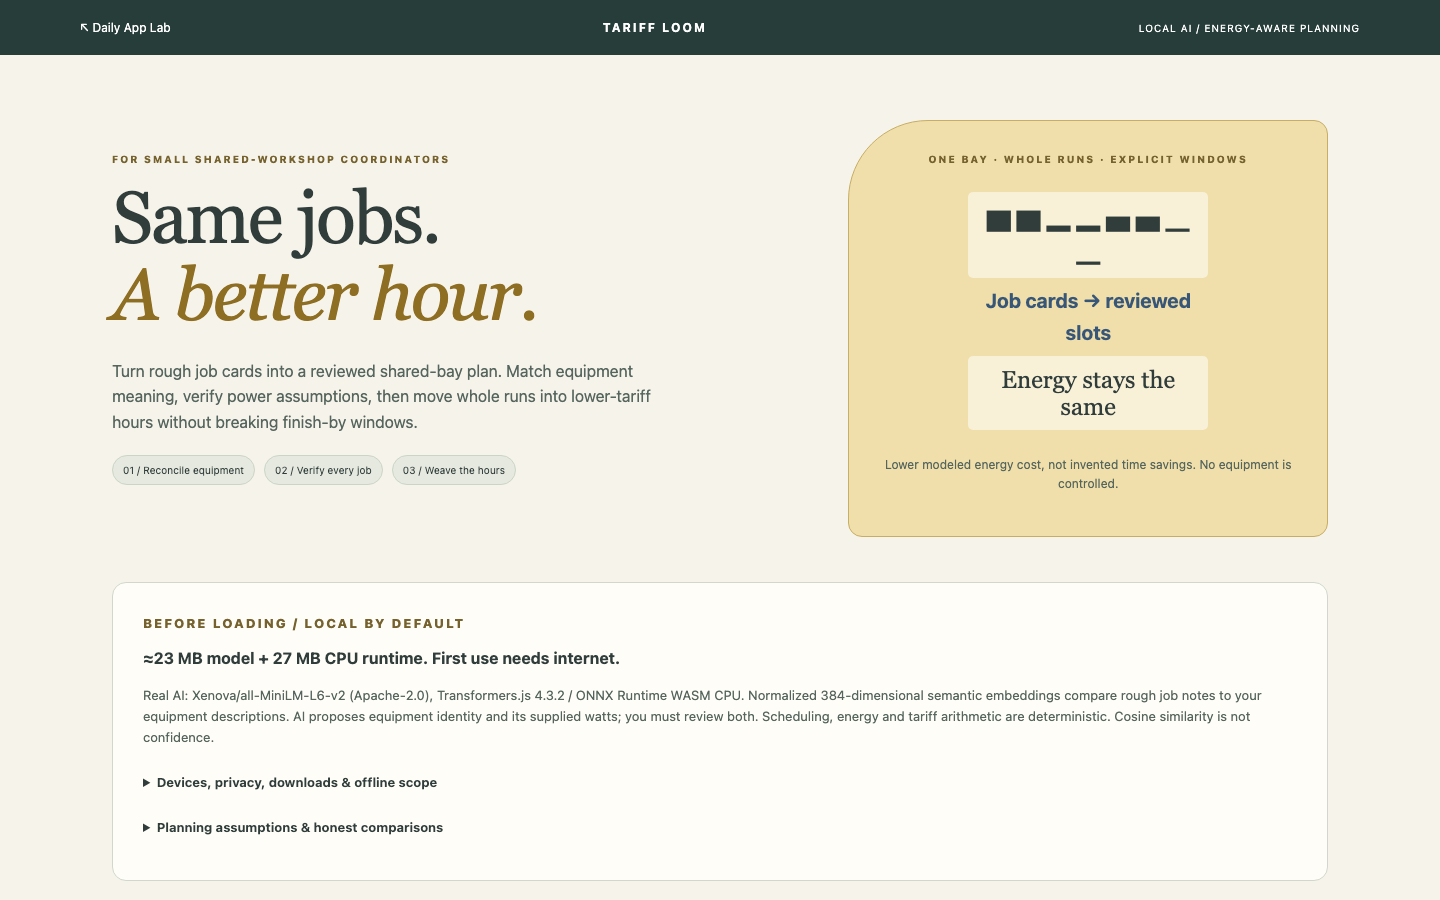 ↖ Daily App Lab
TARIFF LOOM
LOCAL AI / ENERGY-AWARE PLANNING
FOR SMALL SHARED-WORKSHOP COORDINATORS
Same jobs.
A better hour.
Turn rough job cards into a reviewed shared-bay plan. Match equipment
meaning, verify power assumptions, then move whole runs into lower-tariff
hours without breaking finish-by windows.
01 / Reconcile equipment
02 / Verify every job
03 / Weave the hours
ONE BAY · WHOLE RUNS · EXPLICIT WINDOWS
Job cards → reviewed
slots
Energy stays the
same
Lower modeled energy cost, not invented time savings. No equipment is
controlled.
BEFORE LOADING / LOCAL BY DEFAULT
≈23 MB model + 27 MB CPU runtime. First use needs internet.
Real AI: Xenova/all-MiniLM-L6-v2 (Apache-2.0), Transformers.js 4.3.2 / ONNX Runtime WASM CPU. Normalized 384-dimensional semantic embeddings compare rough job notes to your
equipment descriptions. AI proposes equipment identity and its supplied watts; you must review both. Scheduling, energy and tariff arithmetic are deterministic. Cosine similarity is not
confidence.
▶ Devices, privacy, downloads & offline scope
▶ Planning assumptions & honest comparisons